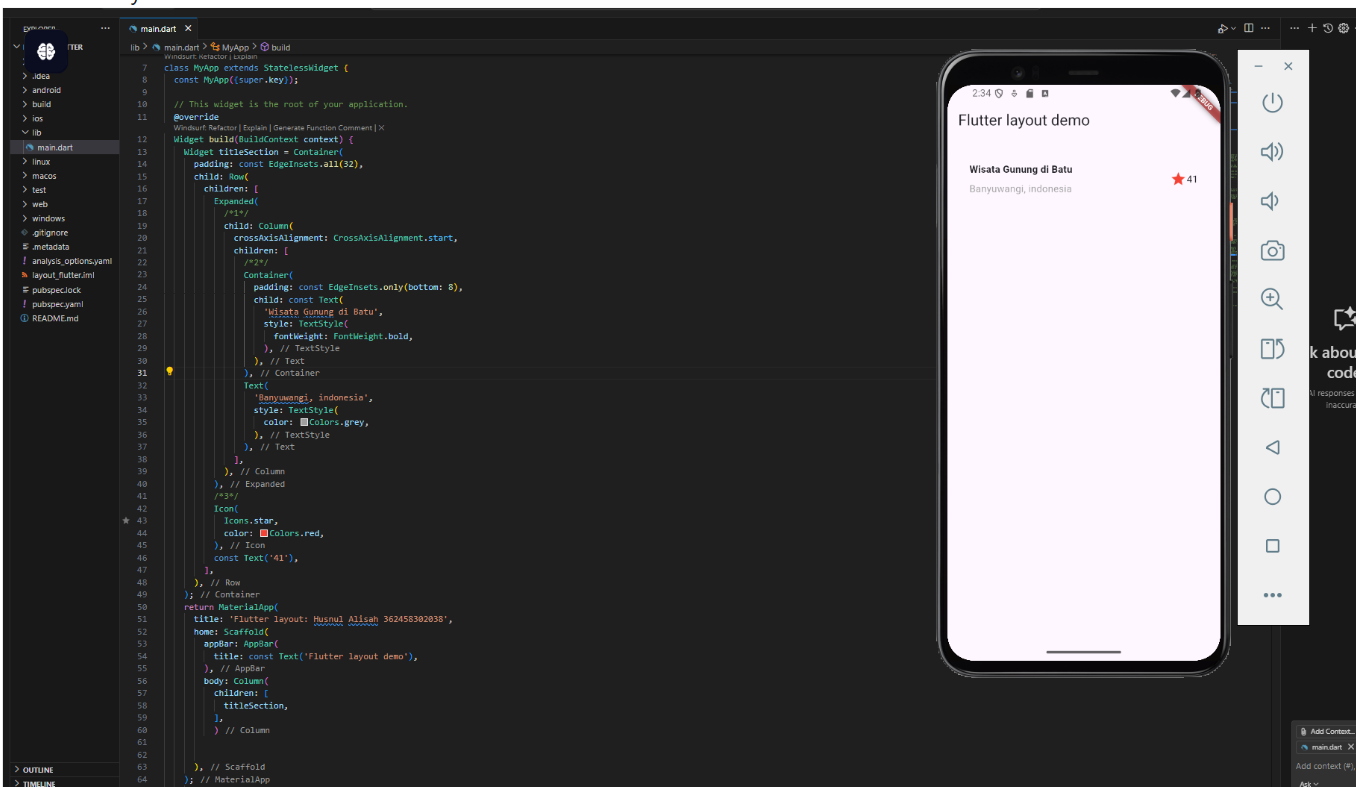 EXPLORER
TTER
.idea
android
build
ios
lib
main.dart
linux
macos
test
web
windows
.gitignore
.metadata
analysis_options.yaml
layout_flutter.iml
pubspec.lock
pubspec.yaml
README.md
OUTLINE
TIMELINE
main.dart
lib > main.dart > MyApp > build
Windsurf: Refactor | Explain
7 class MyApp extends StatelessWidget {
8 const MyApp({super.key});
9
10 // This widget is the root of your application.
11 @override
Windsurf: Refactor | Explain | Generate Function Comment | X
12 Widget build(BuildContext context) {
13 Widget titleSection = Container(
14 padding: const EdgeInsets.all(32),
15 child: Row(
16 children: [
17 Expanded(
18 /*1*/
19 child: Column(
20 crossAxisAlignment: CrossAxisAlignment.start,
21 children: [
22 /*2*/
23 Container(
24 padding: const EdgeInsets.only(bottom: 8),
25 child: const Text(
26 'Wisata Gunung di Batu',
27 style: TextStyle(
28 fontWeight: FontWeight.bold,
29 ), // TextStyle
30 ), // Text
31 ), // Container
32 Text(
33 'Banyuwangi, indonesia',
34 style: TextStyle(
35 color: Colors.grey,
36 ), // TextStyle
37 ), // Text
38 ],
39 ), // Column
40 ), // Expanded
41 /*3*/
42 Icon(
43 Icons.star,
44 color: Colors.red,
45 ), // Icon
46 const Text('41'),
47 ],
48 ), // Row
49 ); // Container
50 return MaterialApp(
51 title: 'Flutter layout: Husnul Alisah 362458302038',
52 home: Scaffold(
53 appBar: AppBar(
54 title: const Text('Flutter layout demo'),
55 ), // AppBar
56 body: Column(
57 children: [
58 titleSection,
59 ],
60 ) // Column
61
62
63 ), // Scaffold
64 ); // MaterialApp
2:34
DEBUG
Flutter layout demo
Wisata Gunung di Batu
Banyuwangi, indonesia
41
k abou
code
AI responses
inaccura
Add Context...
main.dart
Add context (#),
Ask